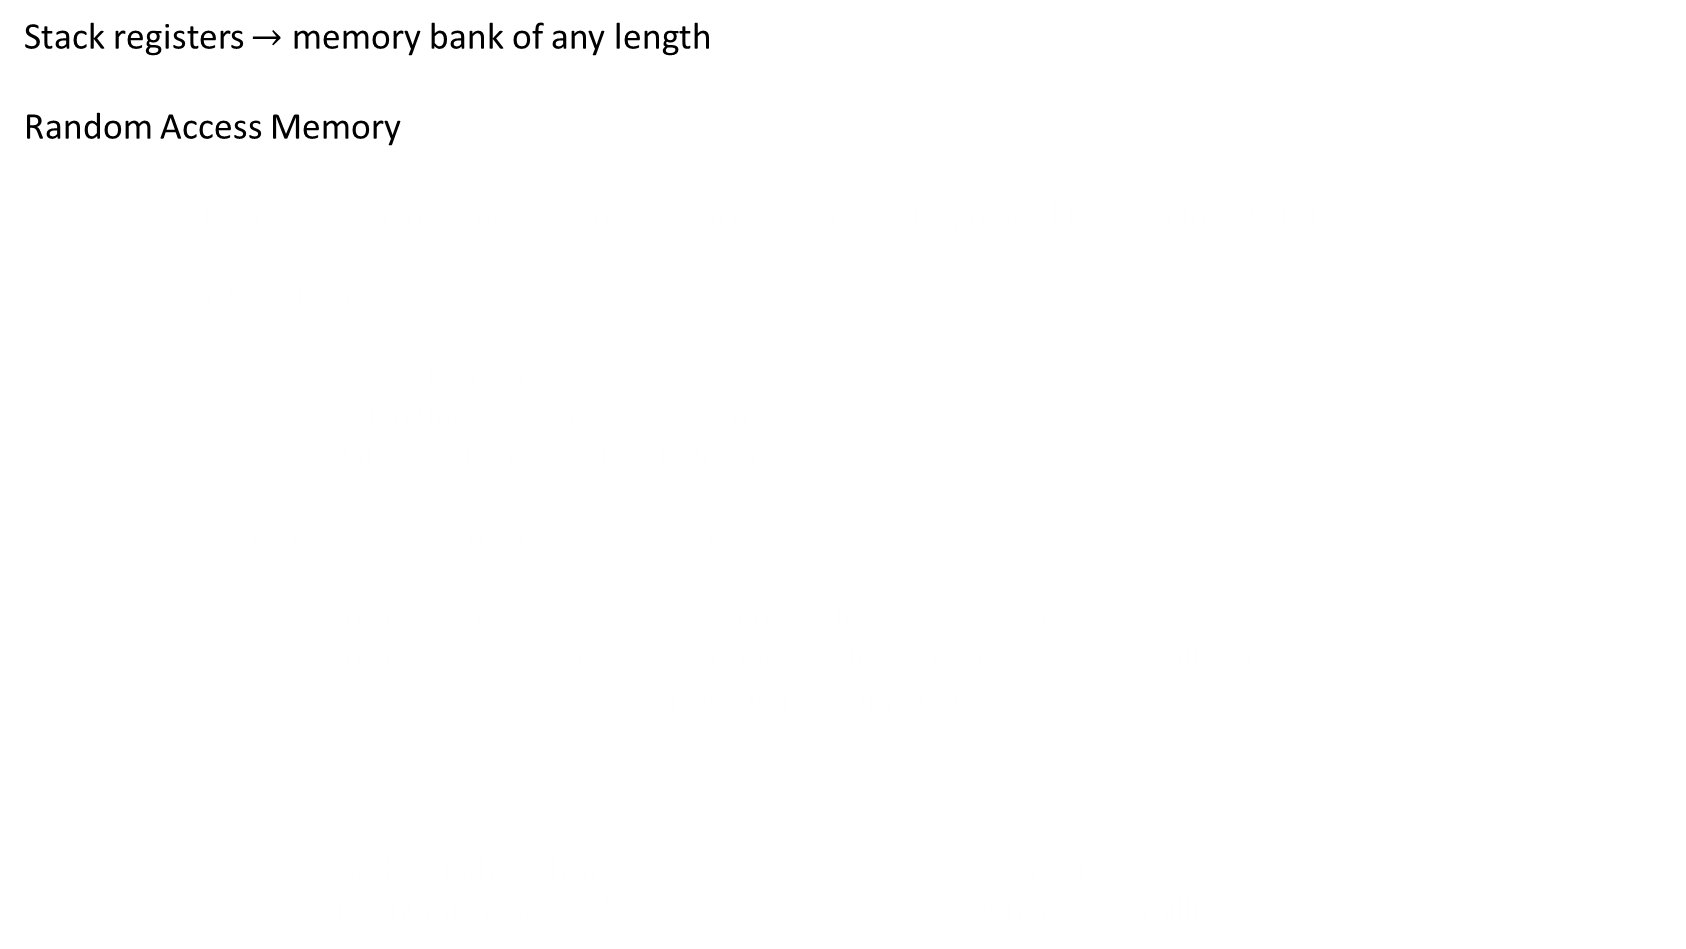 Stack registers → memory bank of any length
Random Access Memory